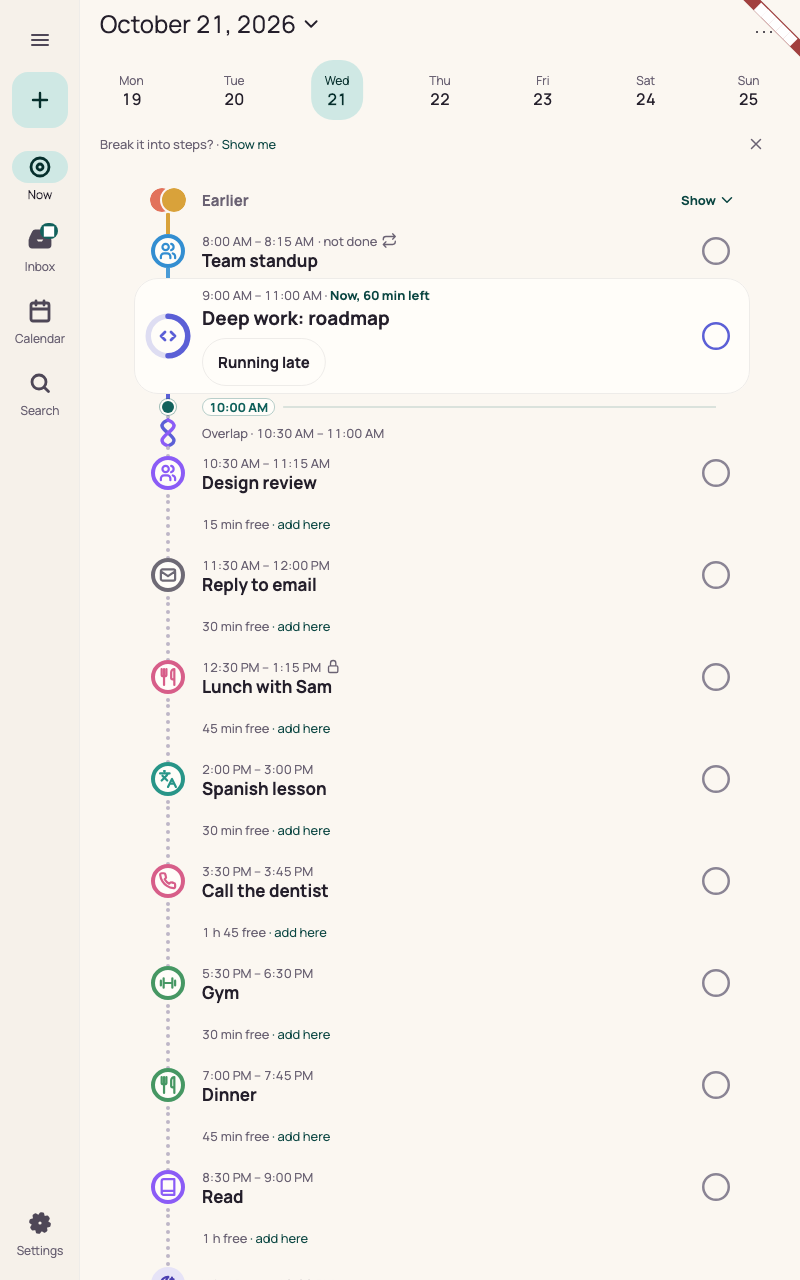 October 21, 2026
Mon Tue Wed Thu Fri Sat Sun
19 20 21 22 23 24 25
Break it into steps? · Show me
Now
Inbox
Calendar
Search
Settings
Earlier Show
8:00 AM – 8:15 AM · not done
Team standup
9:00 AM – 11:00 AM · Now, 60 min left
Deep work: roadmap
Running late
10:00 AM
Overlap · 10:30 AM – 11:00 AM
10:30 AM – 11:15 AM
Design review
15 min free · add here
11:30 AM – 12:00 PM
Reply to email
30 min free · add here
12:30 PM – 1:15 PM
Lunch with Sam
45 min free · add here
2:00 PM – 3:00 PM
Spanish lesson
30 min free · add here
3:30 PM – 3:45 PM
Call the dentist
1 h 45 free · add here
5:30 PM – 6:30 PM
Gym
30 min free · add here
7:00 PM – 7:45 PM
Dinner
45 min free · add here
8:30 PM – 9:00 PM
Read
1 h free · add here